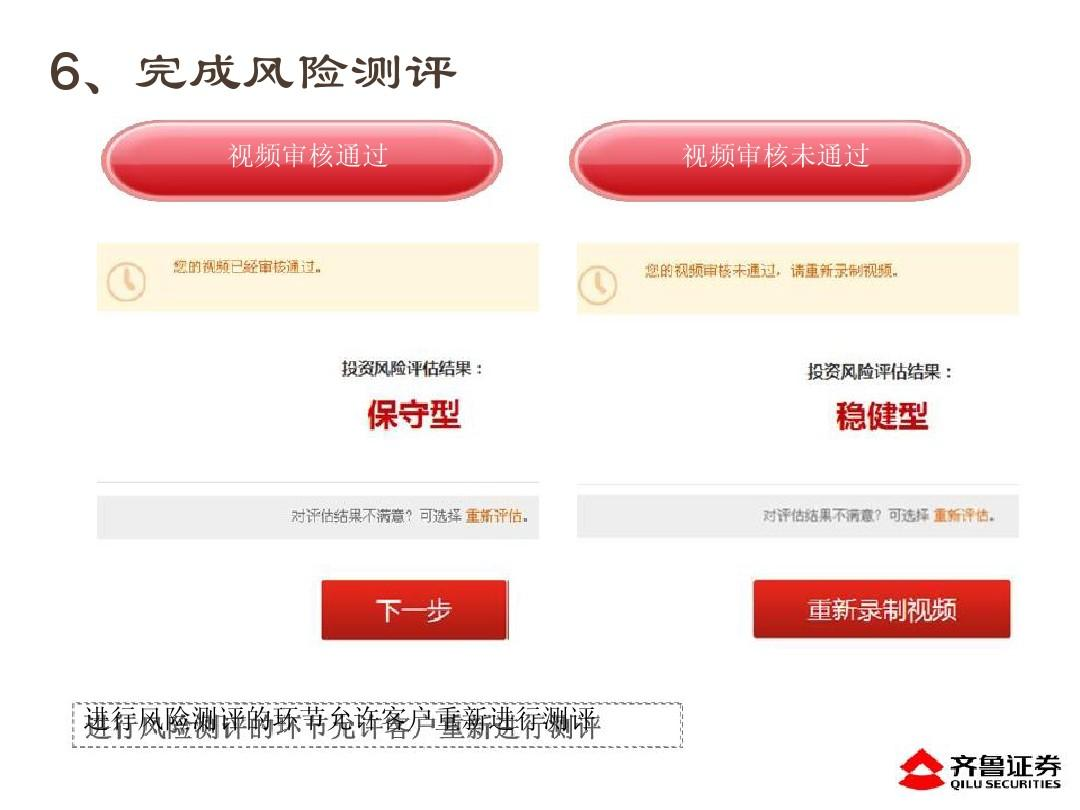 6、完成风险测评
视频审核通过
视频审核未通过
您的视频已经审核通过。
您的视频审核未通过，请重新录制视频。
投资风险评估结果：
保守型
投资风险评估结果：
稳健型
对评估结果不满意？可选择 重新评估。
对评估结果不满意？可选择 重新评估。
下一步
重新录制视频
进行风险测评的环节允许客户重新进行测评
齐鲁证券
QILU SECURITIES